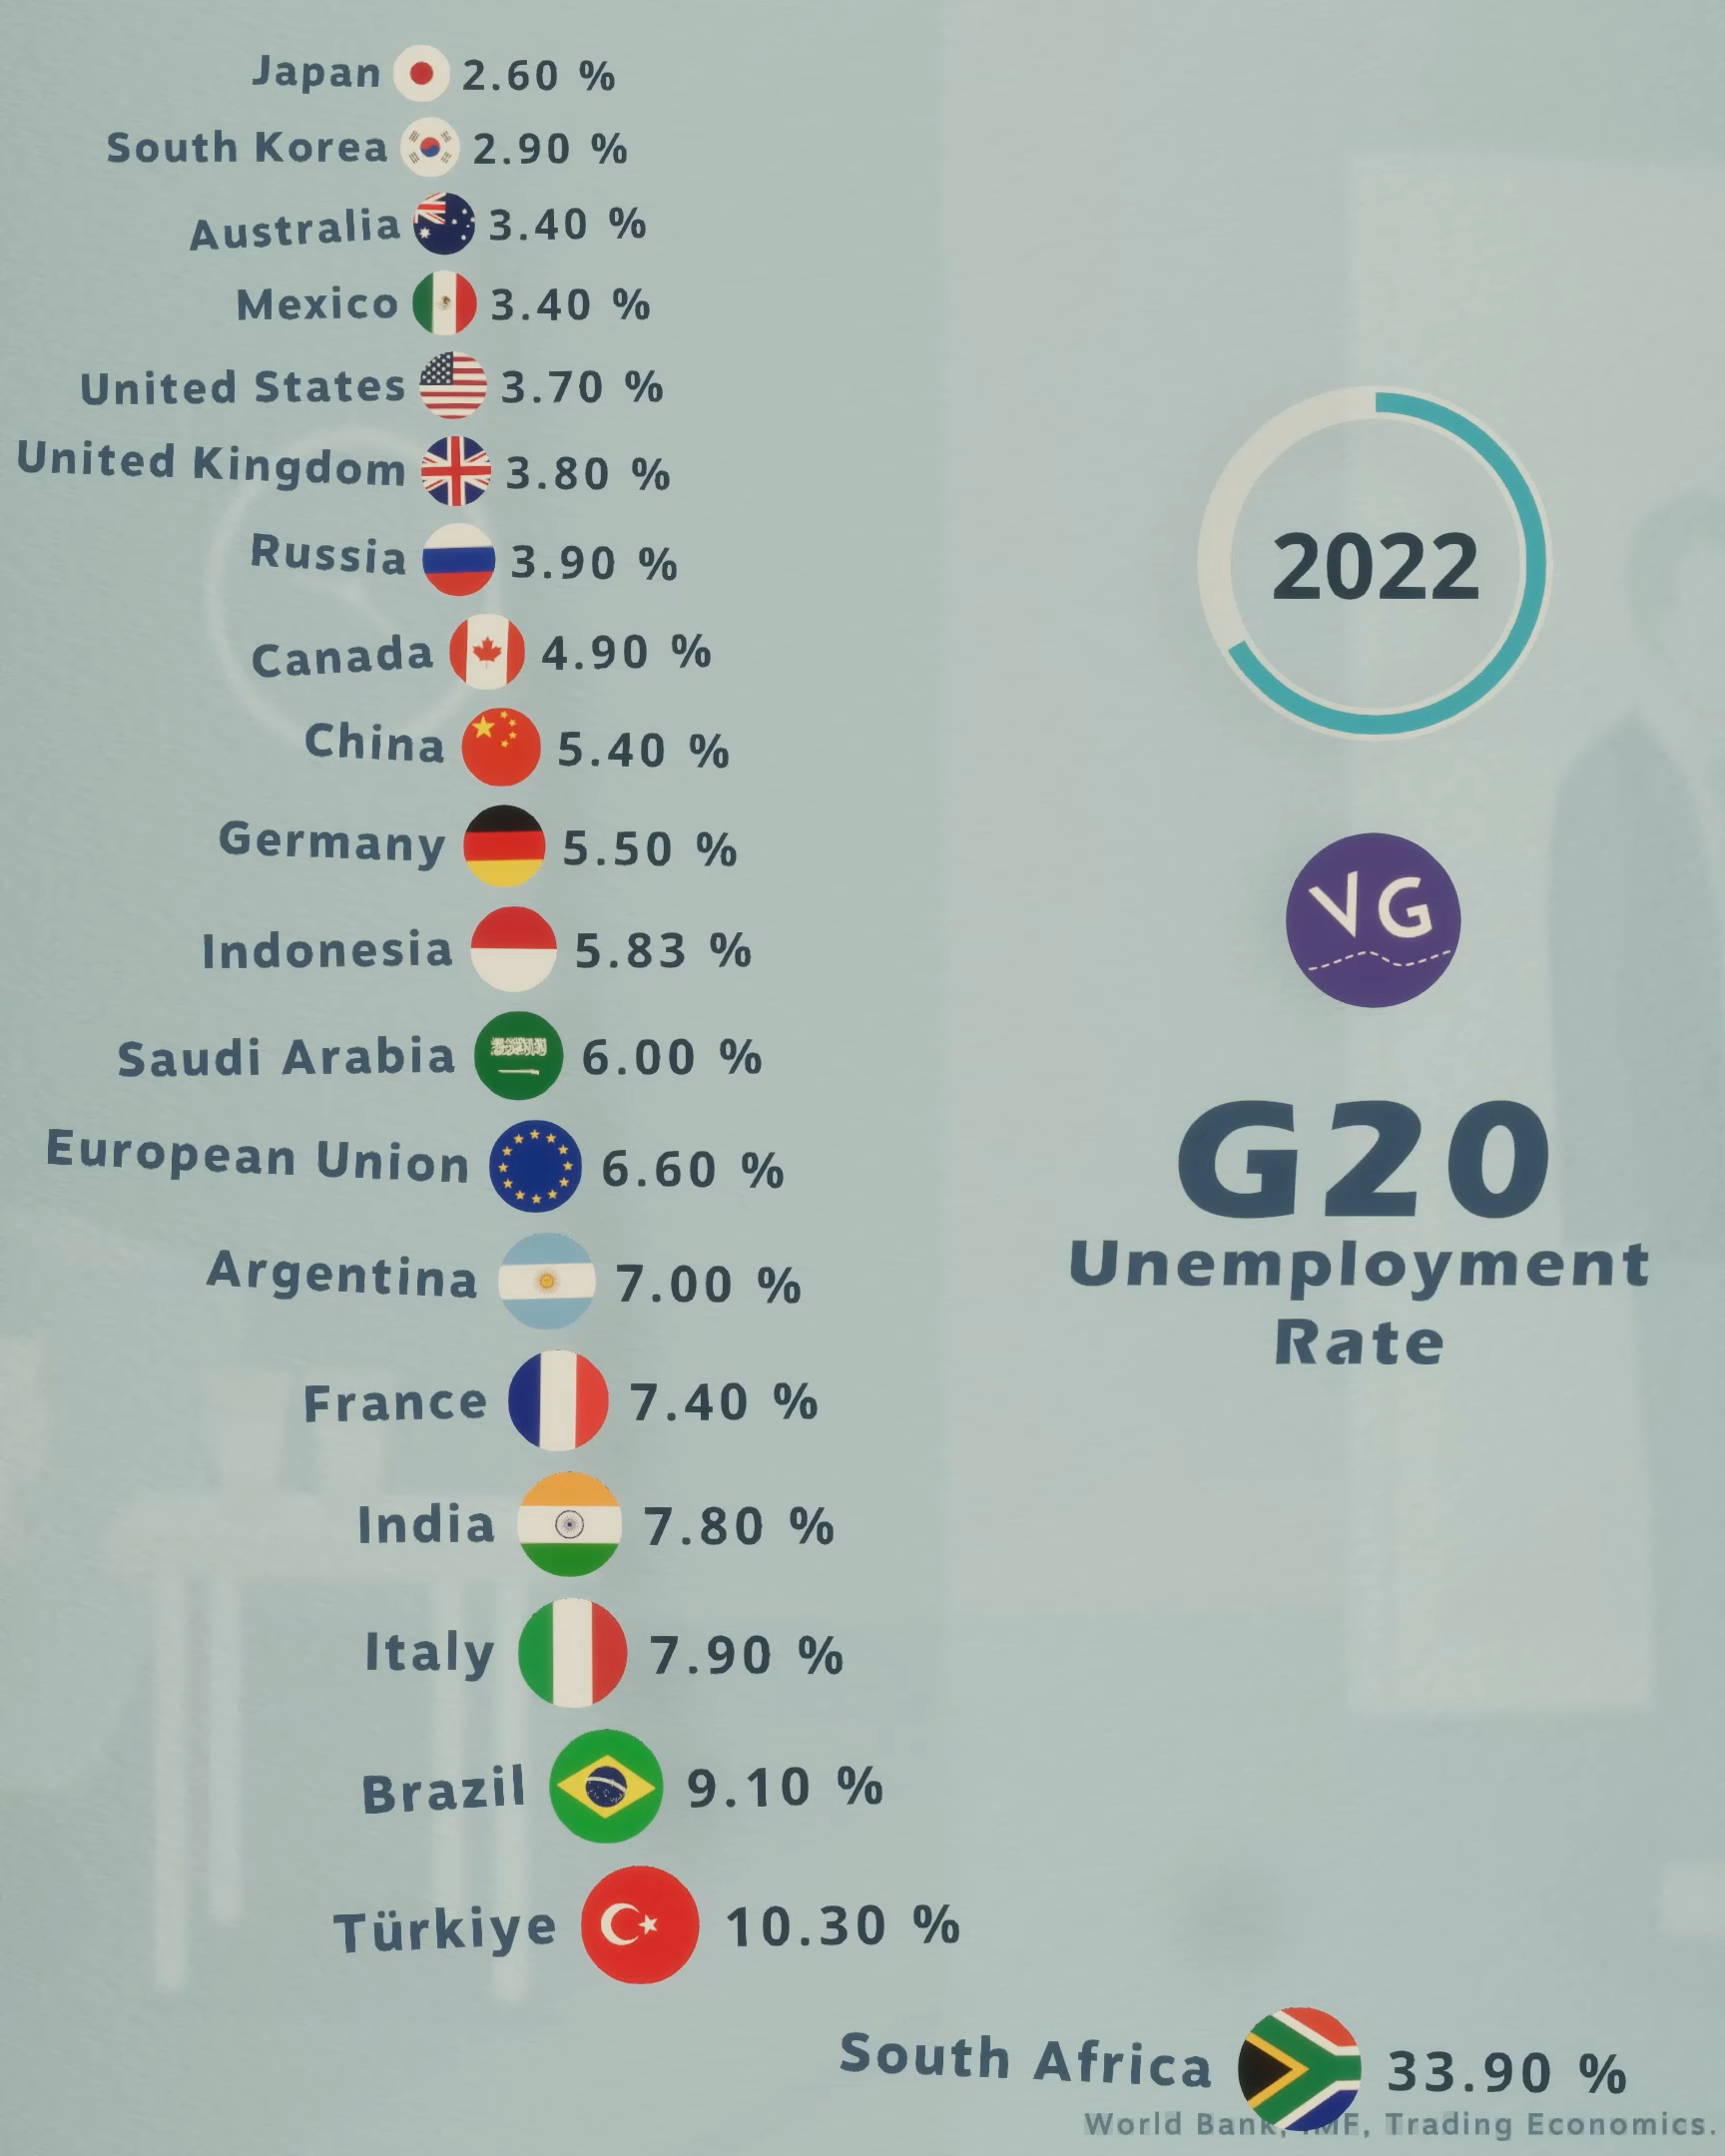 Japan 2.60 %
South Korea 2.90 %
Australia 3.40 %
Mexico 3.40 %
United States 3.70 %
United Kingdom 3.80 %
Russia 3.90 %
Canada 4.90 %
China 5.40 %
Germany 5.50 %
Indonesia 5.83 %
Saudi Arabia 6.00 %
European Union 6.60 %
Argentina 7.00 %
France 7.40 %
India 7.80 %
Italy 7.90 %
Brazil 9.10 %
Türkiye 10.30 %
South Africa 33.90 %
2022
VG
G20
Unemployment
Rate
World Bank, IMF, Trading Economics.